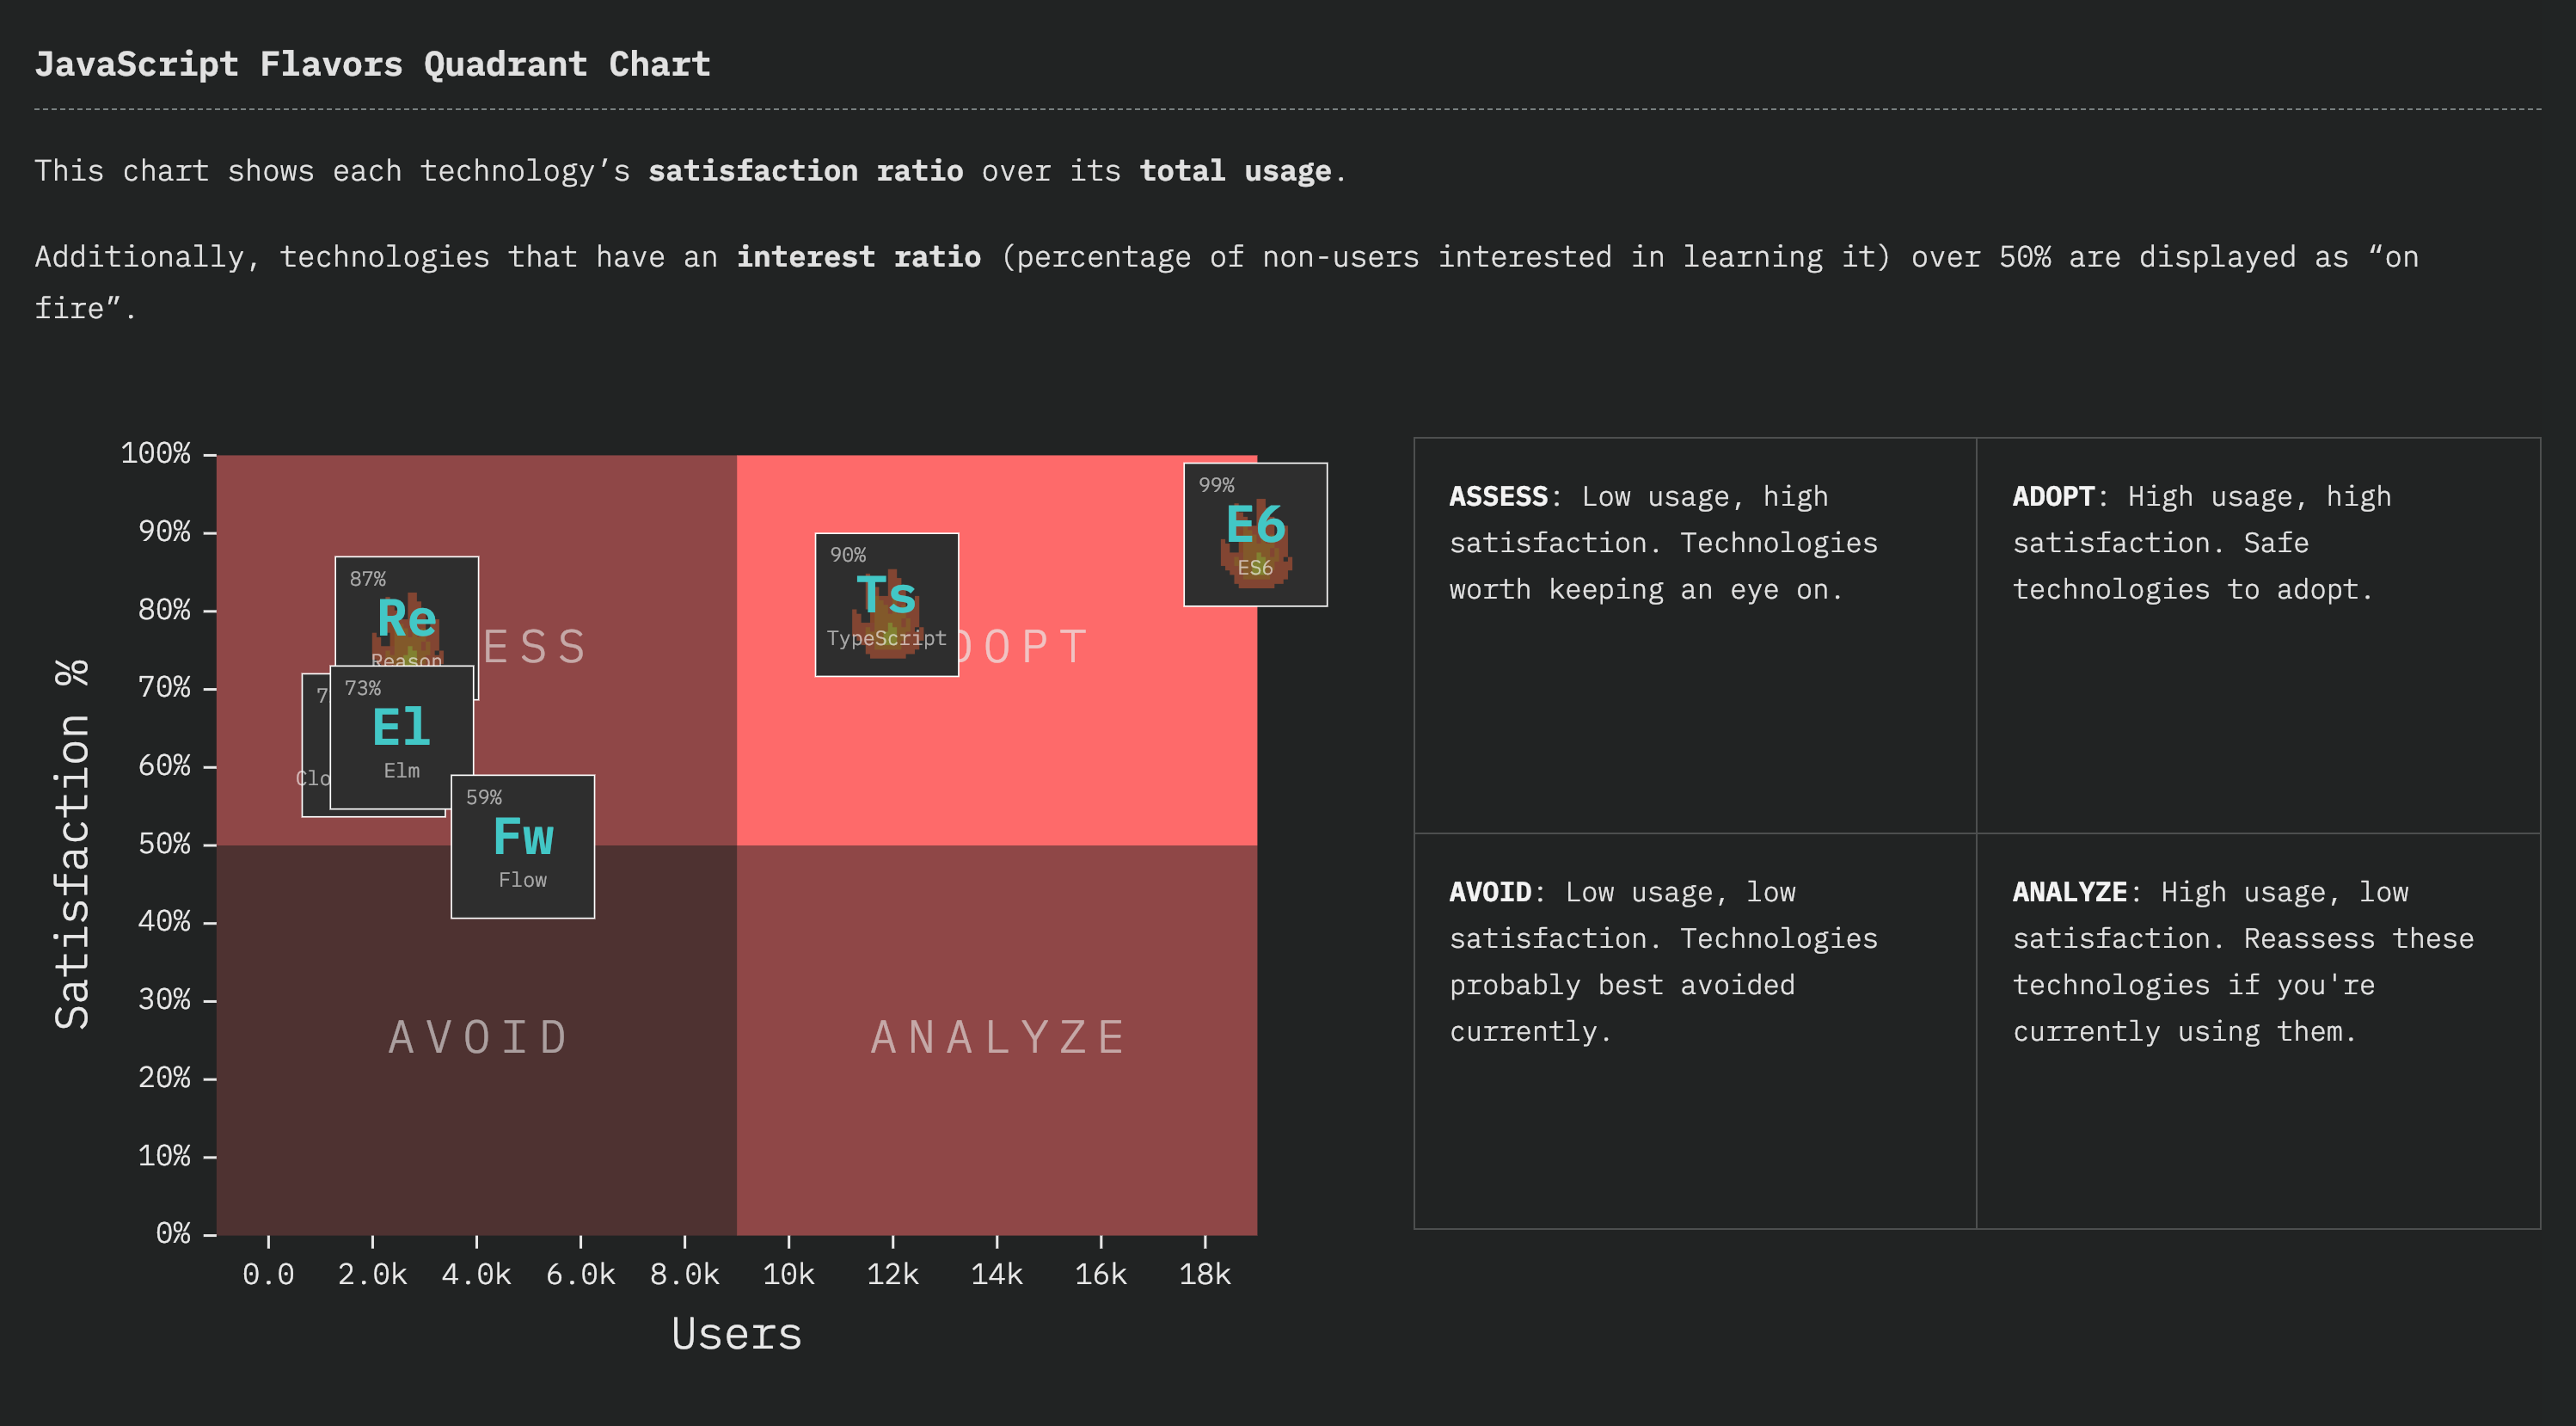 JavaScript Flavors Quadrant Chart
This chart shows each technology’s satisfaction ratio over its total usage.
Additionally, technologies that have an interest ratio (percentage of non-users interested in learning it) over 50% are displayed as “on
fire”.
100%
90%
80%
70%
60%
50%
40%
30%
20%
10%
0%
Satisfaction %
87%
Re
Reason
ESS
73%
El
Elm
59%
Fw
Flow
90%
Ts
TypeScript
OPT
99%
E6
ES6
AVOID
ANALYZE
0.0
2.0k
4.0k
6.0k
8.0k
10k
12k
14k
16k
18k
Users
ASSESS: Low usage, high
satisfaction. Technologies
worth keeping an eye on.
ADOPT: High usage, high
satisfaction. Safe
technologies to adopt.
AVOID: Low usage, low
satisfaction. Technologies
probably best avoided
currently.
ANALYZE: High usage, low
satisfaction. Reassess these
technologies if you're
currently using them.